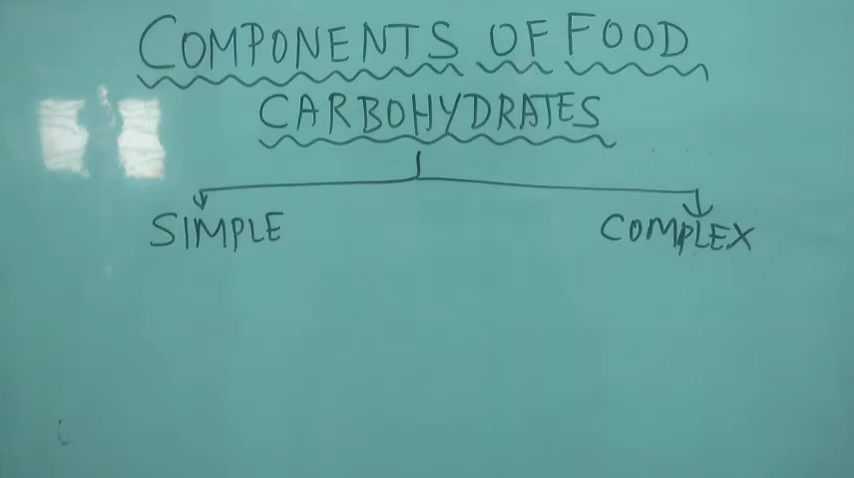 COMPONENTS OF FOOD
CARBOHYDRATES
SIMPLE COMPLEX